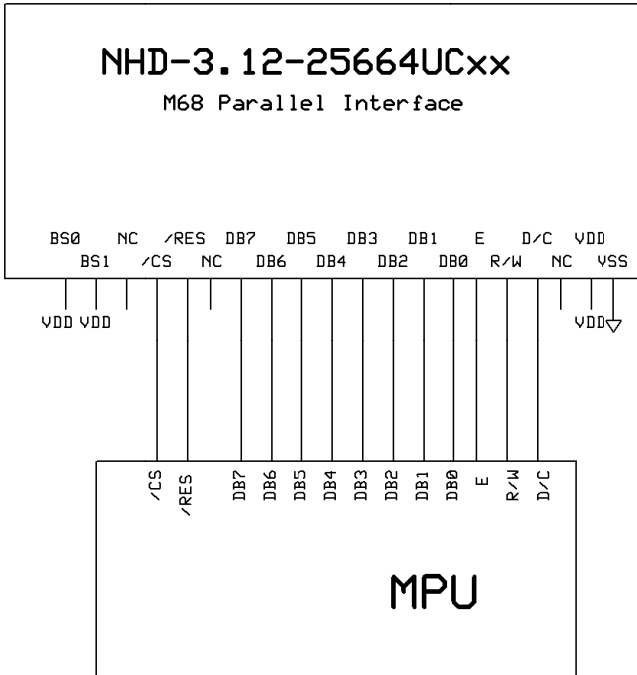 NHD-3.12-25664UCxx
M68 Parallel Interface
BS0 NC /RES DB7 DB5 DB3 DB1 E D/C VDD
BS1 /CS NC DB6 DB4 DB2 DB0 R/W NC VSS
VDD VDD VDD
/CS /RES DB7 DB6 DB5 DB4 DB3 DB2 DB1 DB0 E R/W D/C
MPU